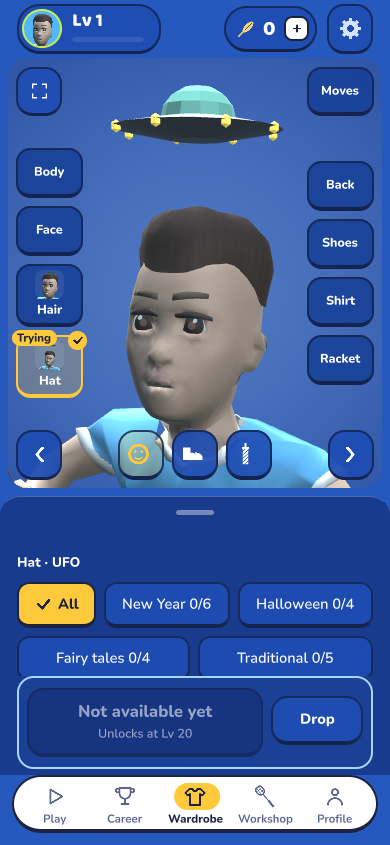 Lv 1
0
+
Moves
Body
Back
Face
Shoes
Hair
Shirt
Trying
Hat
Racket
Hat · UFO
All
New Year 0/6
Halloween 0/4
Fairy tales 0/4
Traditional 0/5
Not available yet
Unlocks at Lv 20
Drop
Play
Career
Wardrobe
Workshop
Profile